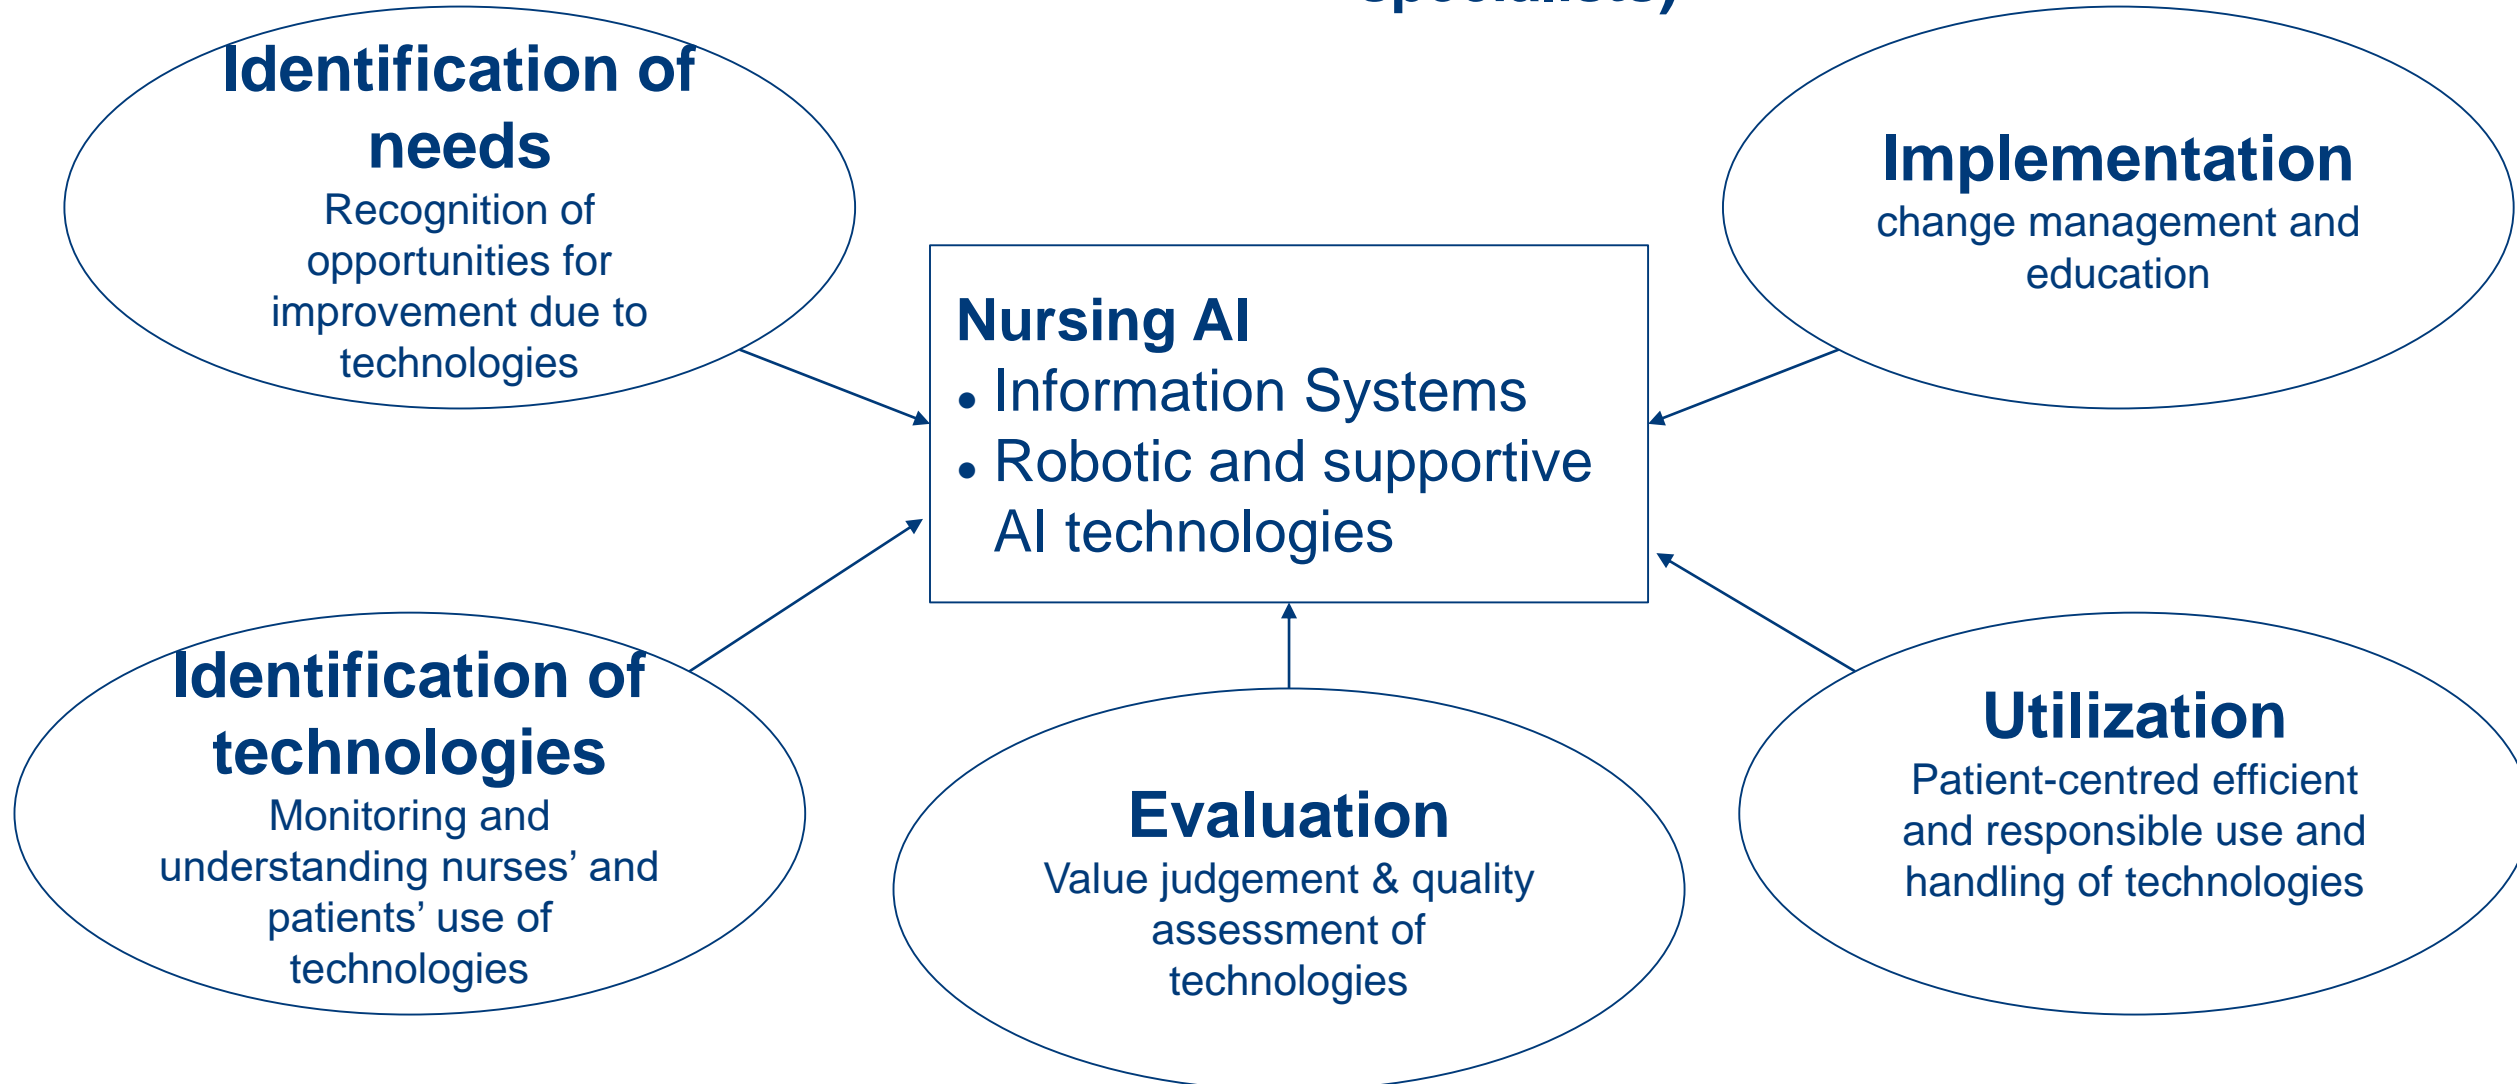 specialists)
Identification of
needs
Recognition of
opportunities for
improvement due to
technologies
Implementation
change management and
education
Nursing AI
• Information Systems
• Robotic and supportive
AI technologies
Identification of
technologies
Monitoring and
understanding nurses’ and
patients’ use of
technologies
Evaluation
Value judgement & quality
assessment of
technologies
Utilization
Patient-centred efficient
and responsible use and
handling of technologies